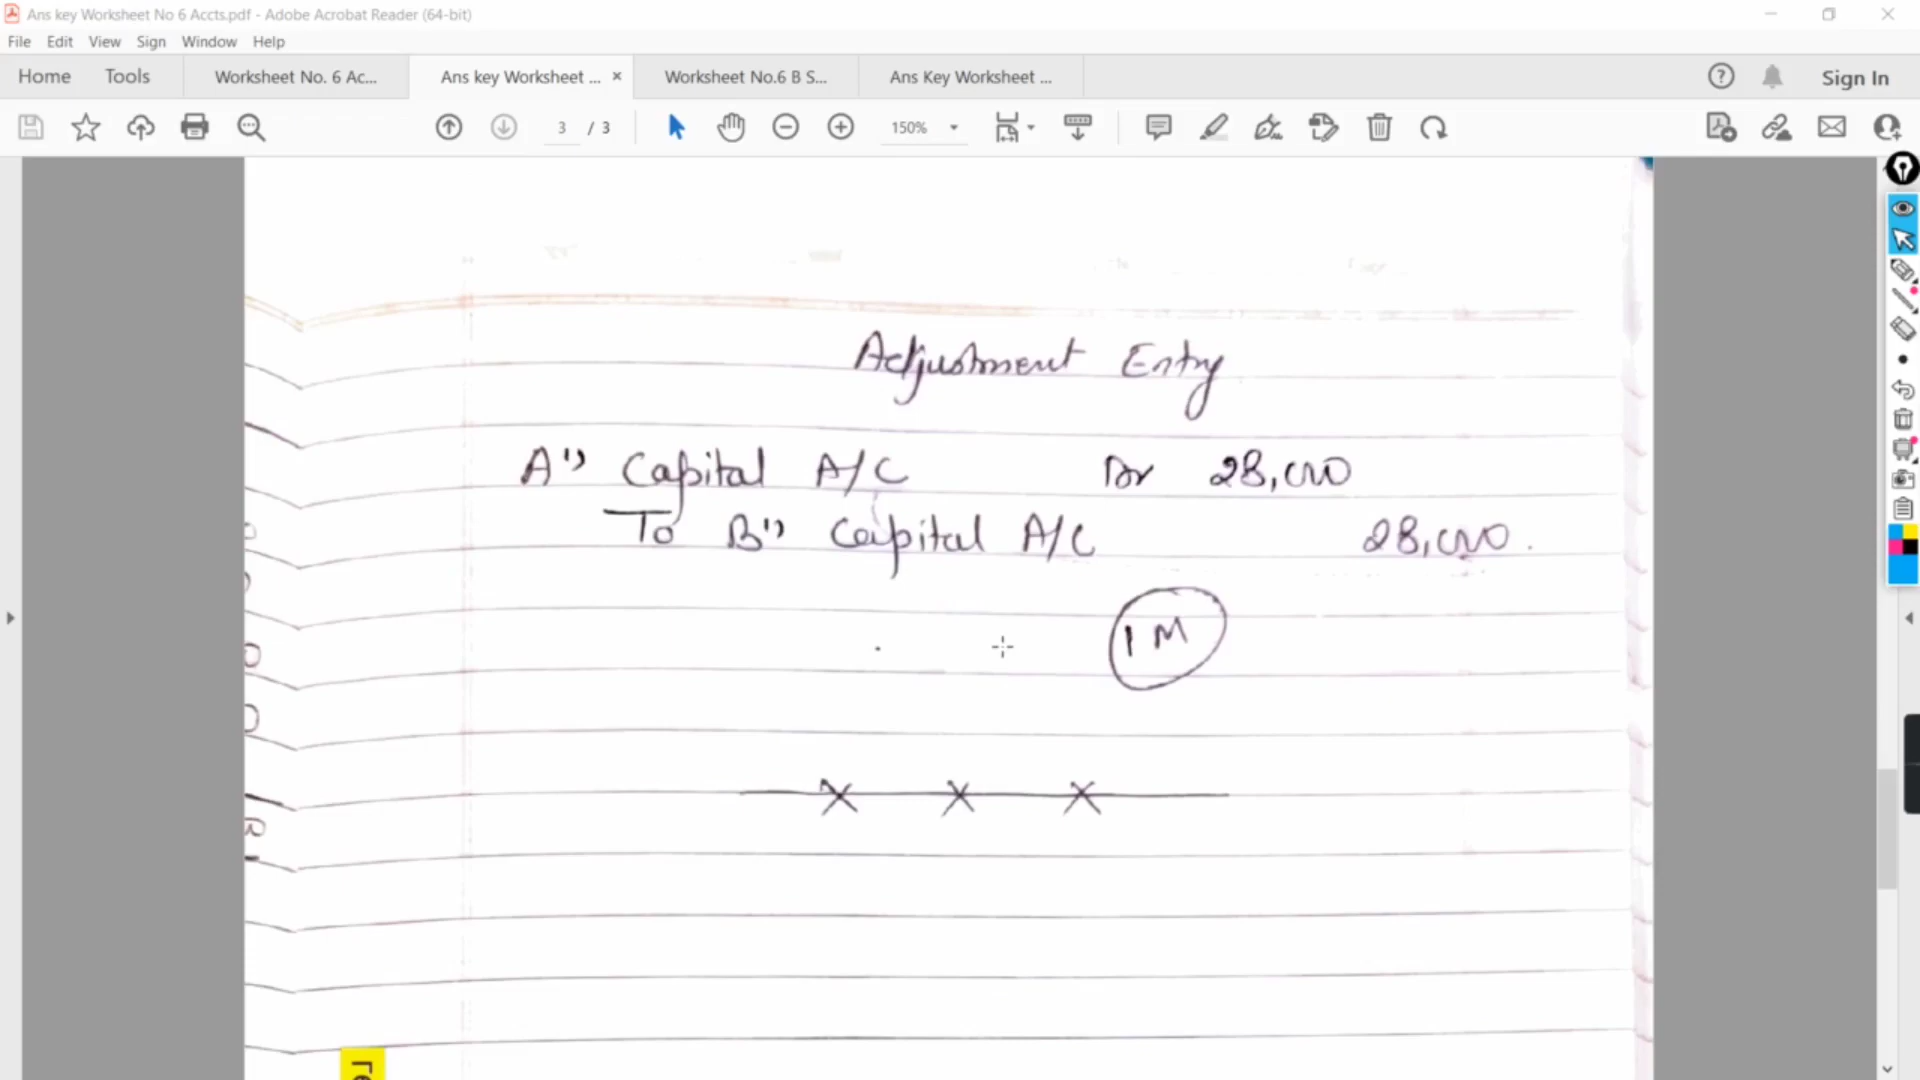 Ans key Worksheet No 6 Accts.pdf - Adobe Acrobat Reader (64-bit)
File Edit View Sign Window Help
Home Tools Worksheet No. 6 Ac... Ans key Worksheet ... × Worksheet No.6 B S... Ans Key Worksheet ... Sign In
3 / 3 150%
Adjustment Entry
A's Capital A/C Dr 28,000
To B's Capital A/C 28,000.
1 M